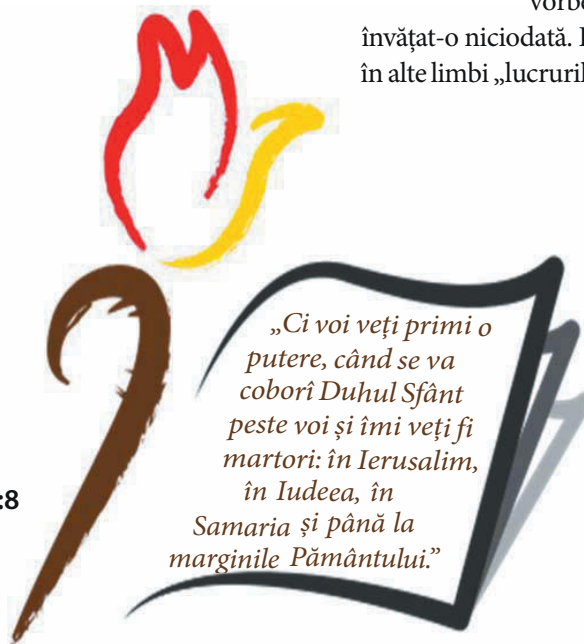 învățat-o niciodată.
în alte limbi „lucruril
„Ci voi veți primi o
putere, când se va
coborî Duhul Sfânt
peste voi și îmi veți fi
martori: în Ierusalim,
în Iudeea, în
Samaria și până la
marginile Pământului.”
:8